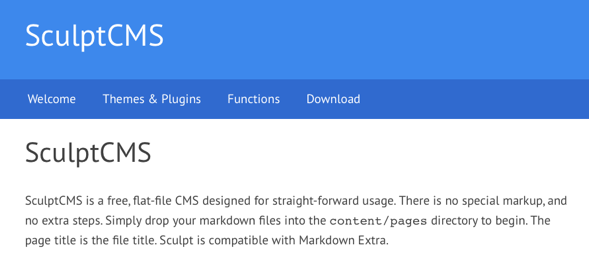 SculptCMS
Welcome Themes & Plugins Functions Download
SculptCMS
SculptCMS is a free, flat-file CMS designed for straight-forward usage. There is no special markup, and
no extra steps. Simply drop your markdown files into the content/pages directory to begin. The
page title is the file title. Sculpt is compatible with Markdown Extra.